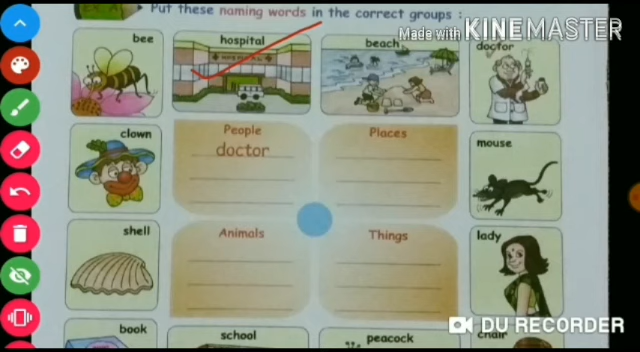 Put these naming words in the correct groups :
Made with KINEMASTER
bee
hospital
beach
doctor
clown
People
Places
mouse
doctor
shell
Animals
Things
lady
DU RECORDER
book
school
peacock
chair